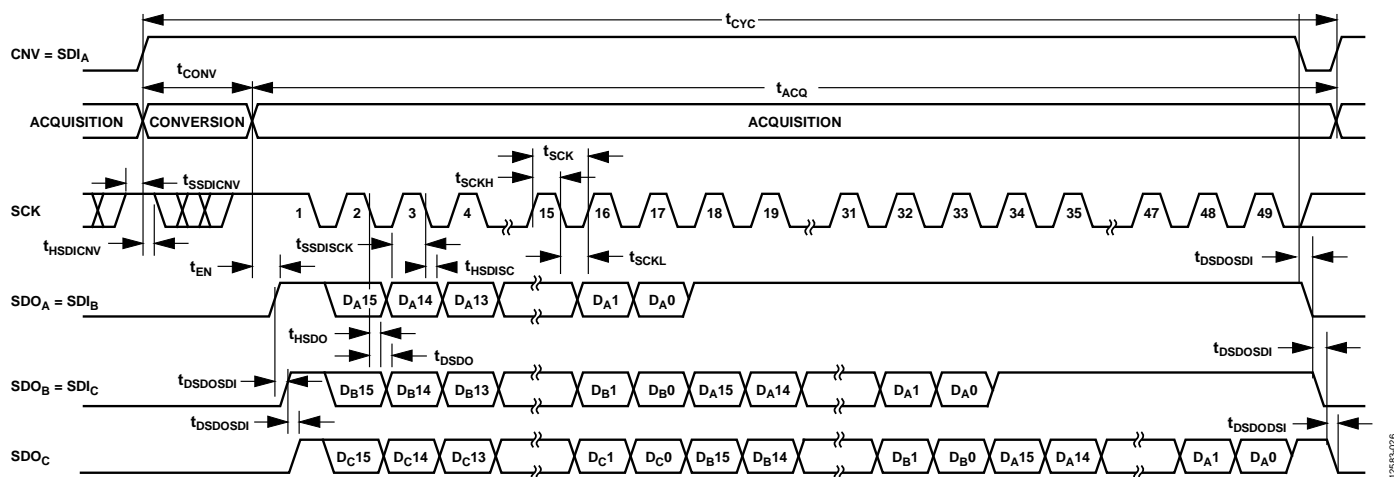 tCYC
CNV = SDIA
tCONV
tACQ
ACQUISITION CONVERSION ACQUISITION
tSCK
tSSDICNV
tSCKH
SCK 1 2 3 4 15 16 17 18 19 31 32 33 34 35 47 48 49
tHSDICNV
tSSDISCK
tEN
tHSDISC
tSCKL
tDSDOSDI
SDOA = SDIB DA15 DA14 DA13 DA1 DA0
tHSDO
tDSDO
tDSDOSDI
tDSDOSDI
SDOB = SDIC DB15 DB14 DB13 DB1 DB0 DA15 DA14 DA1 DA0
tDSDOSDI
tDSDODSI
SDOC DC15 DC14 DC13 DC1 DC0 DB15 DB14 DB1 DB0 DA15 DA14 DA1 DA0
12583-026